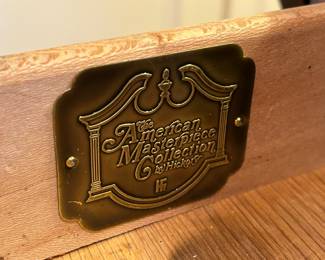 The
American
Masterpiece
Collection
by Hickory